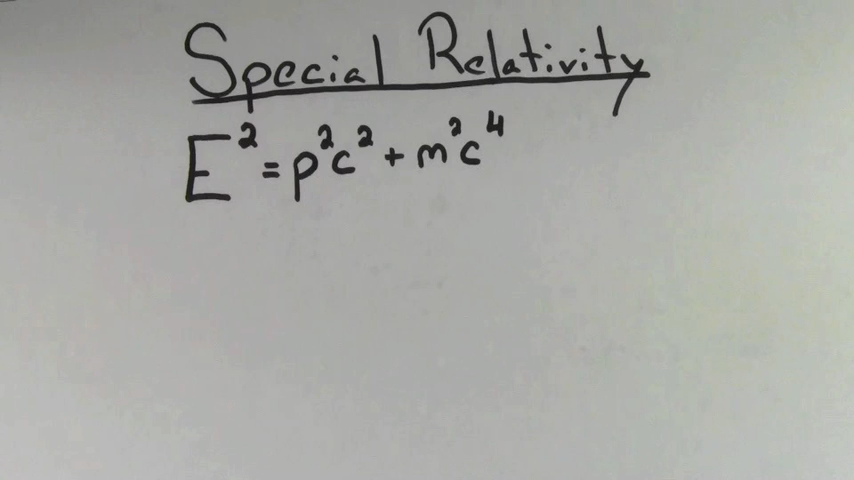 Special Relativity
E² = p²c² + m²c⁴